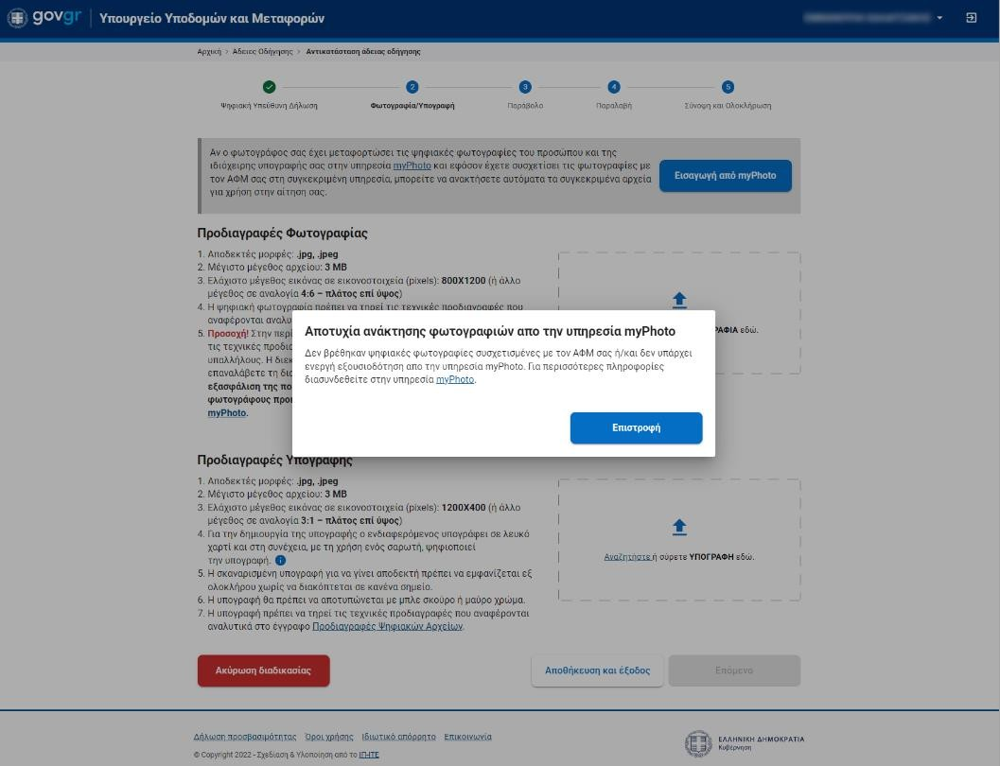 govgr Υπουργείο Υποδομών και Μεταφορών
Αρχική > Άδειες Οδήγησης > Αντικατάσταση άδειας οδήγησης
2 3 4 5
Ψηφιακή Υπεύθυνη Δήλωση Φωτογραφία/Υπογραφή Παράβολο Παραλαβή Σύνοψη και Ολοκλήρωση
Αν ο φωτογράφος σας έχει μεταφορτώσει τις ψηφιακές φωτογραφίες του προσώπου και της
ιδιόχειρης υπογραφής σας στην υπηρεσία myPhoto και εφόσον έχετε συσχετίσει τις φωτογραφίες με
τον ΑΦΜ σας στη συγκεκριμένη υπηρεσία, μπορείτε να ανακτήσετε αυτόματα τα συγκεκριμένα αρχεία
για χρήση στην αίτηση σας.
Εισαγωγή από myPhoto
Προδιαγραφές Φωτογραφίας
1. Αποδεκτές μορφές: .jpg, .jpeg
2. Μέγιστο μέγεθος αρχείου: 3 MB
3. Ελάχιστο μέγεθος εικόνας σε εικονοστοιχεία (pixels): 800X1200 (ή άλλο
μέγεθος σε αναλογία 4:6 – πλάτος επί ύψος)
4. Η ψηφιακή φωτογραφία πρέπει να τηρεί τις τεχνικές προδιαγραφές που
αναφέρονται αναλυ
5. Προσοχή! Στην περί
τις τεχνικές προδια
υπαλλήλους. Η διεκ
επαναλάβετε τη δια
εξασφάλιση της πο
φωτογράφους προ
myPhoto.
ΡΑΦΙΑ εδώ.
Αποτυχία ανάκτησης φωτογραφιών απο την υπηρεσία myPhoto
Δεν βρέθηκαν ψηφιακές φωτογραφίες συσχετισμένες με τον ΑΦΜ σας ή/και δεν υπάρχει
ενεργή εξουσιοδότηση απο την υπηρεσία myPhoto. Για περισσότερες πληροφορίες
διασυνδεθείτε στην υπηρεσία myPhoto.
Επιστροφή
Προδιαγραφές Υπογραφής
1. Αποδεκτές μορφές: .jpg, .jpeg
2. Μέγιστο μέγεθος αρχείου: 3 MB
3. Ελάχιστο μέγεθος εικόνας σε εικονοστοιχεία (pixels): 1200X400 (ή άλλο
μέγεθος σε αναλογία 3:1 – πλάτος επί ύψος)
4. Για την δημιουργία της υπογραφής ο ενδιαφερόμενος υπογράφει σε λευκό
χαρτί και στη συνέχεια, με τη χρήση ενός σαρωτή, ψηφιοποιεί
την υπογραφή.
5. Η σκαναρισμένη υπογραφή για να γίνει αποδεκτή πρέπει να εμφανίζεται εξ
ολοκλήρου χωρίς να διακόπτεται σε κανένα σημείο.
6. Η υπογραφή θα πρέπει να αποτυπώνεται με μπλε σκούρο ή μαύρο χρώμα.
7. Η υπογραφή πρέπει να τηρεί τις τεχνικές προδιαγραφές που αναφέρονται
αναλυτικά στο έγγραφο Προδιαγραφές Ψηφιακών Αρχείων.
Αναζητήστε ή σύρετε ΥΠΟΓΡΑΦΗ εδώ.
Ακύρωση διαδικασίας Αποθήκευση και έξοδος Επόμενο
Δήλωση προσβασιμότητας Όροι χρήσης Ιδιωτικό απόρρητο Επικοινωνία
© Copyright 2022 - Σχεδίαση & Υλοποίηση από το ΙΠ-ΙΤΕ
ΕΛΛΗΝΙΚΗ ΔΗΜΟΚΡΑΤΙΑ
Κυβέρνηση